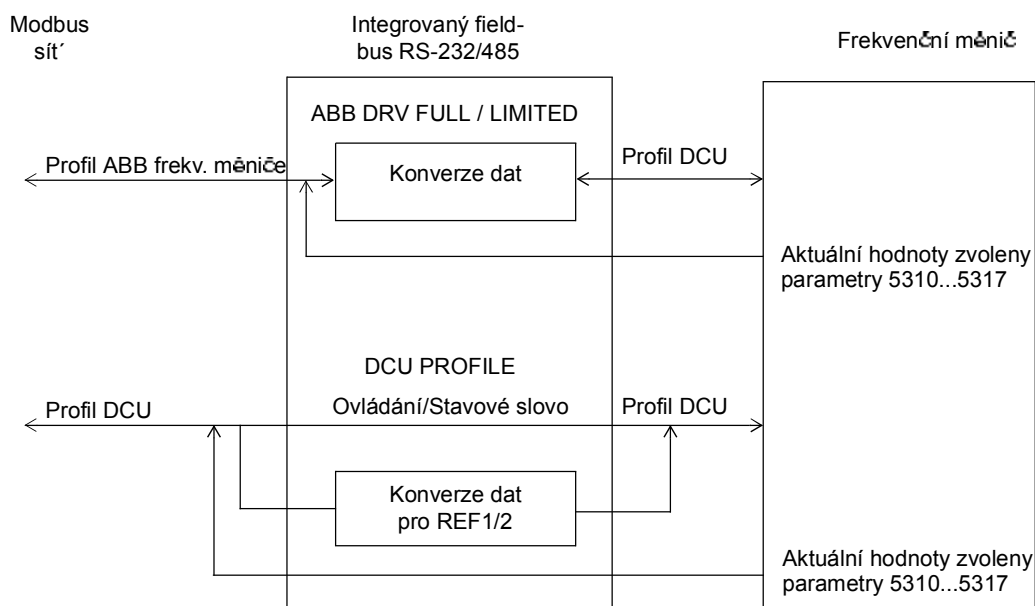 Modbus
sít´
Integrovaný field-
bus RS-232/485
Frekvenční měnič
ABB DRV FULL / LIMITED
Profil ABB frekv. měniče
Konverze dat
Profil DCU
Aktuální hodnoty zvoleny
parametry 5310...5317
DCU PROFILE
Profil DCU
Ovládání/Stavové slovo
Profil DCU
Konverze dat
pro REF1/2
Aktuální hodnoty zvoleny
parametry 5310...5317